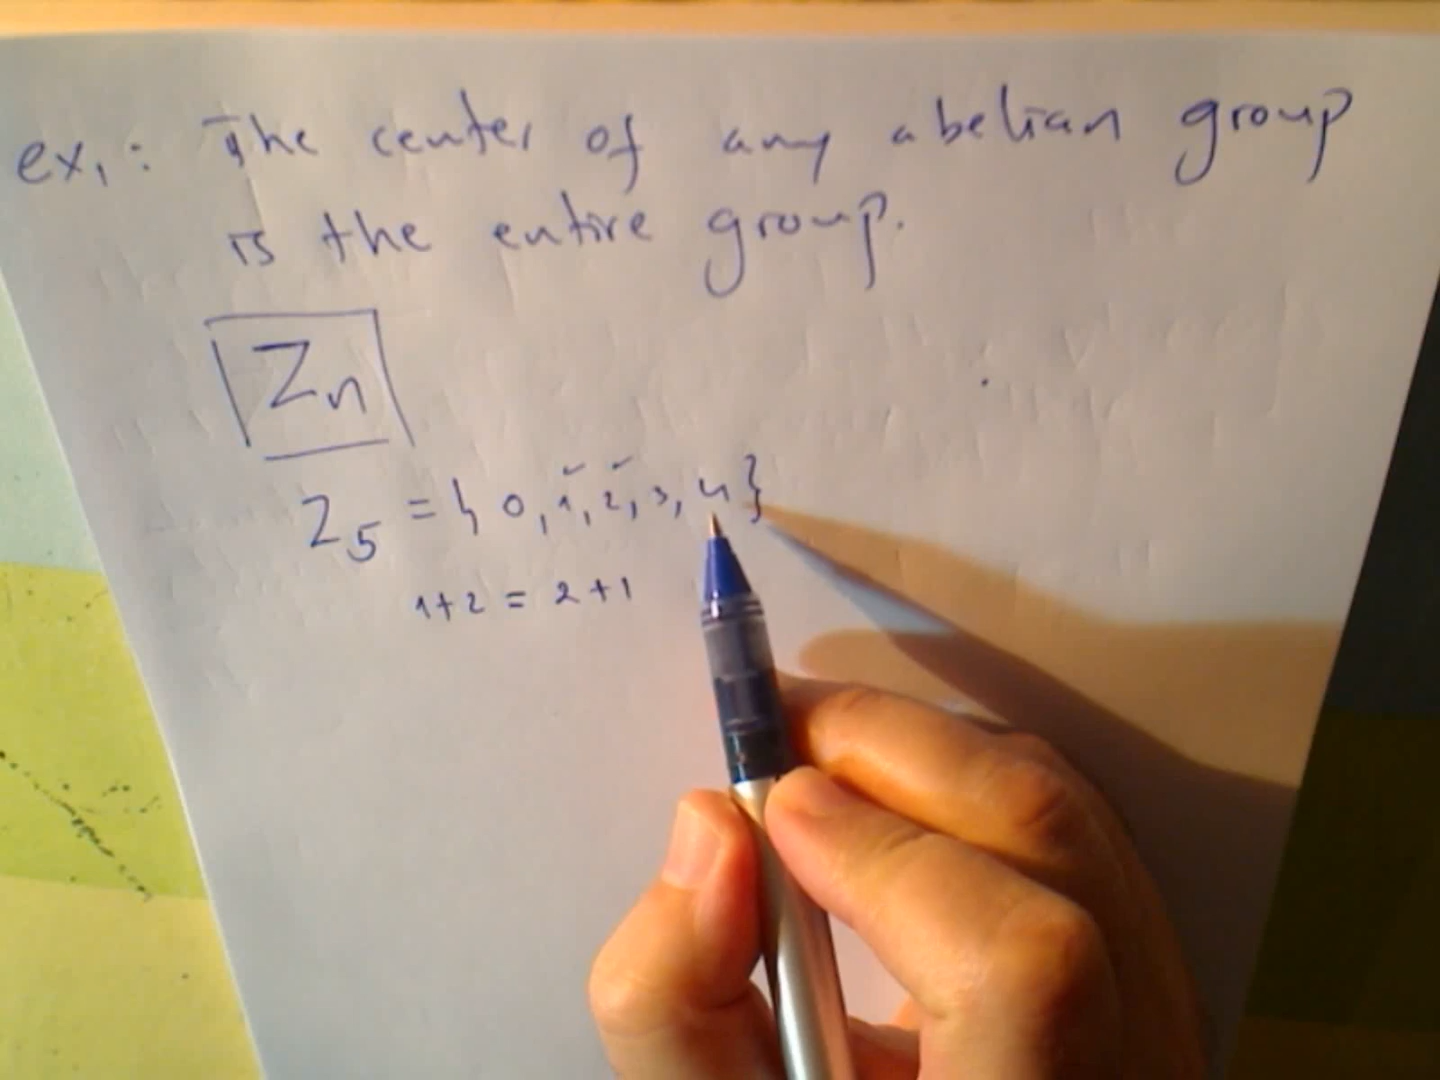 ex1: The center of any abelian group
is the entire group.
Zn
Z5 = { 0, 1, 2, 3, 4 }
1+2 = 2+1